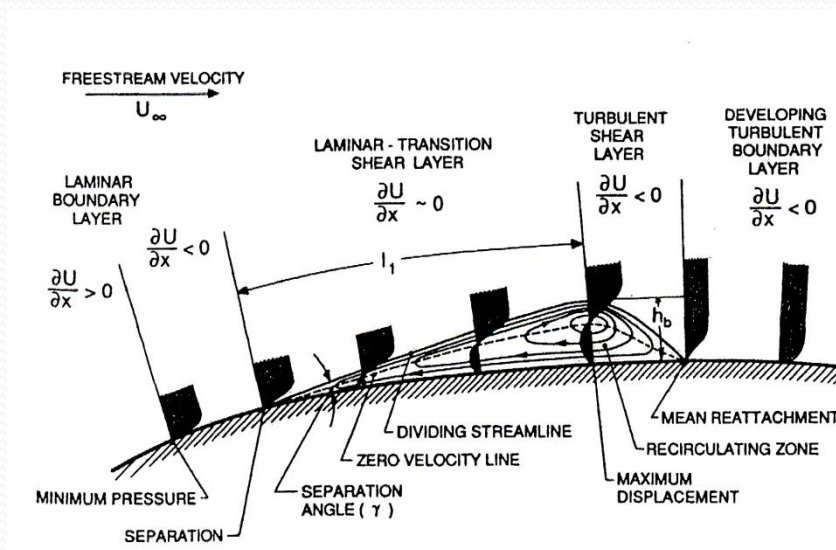 FREESTREAM VELOCITY
U∞
LAMINAR
BOUNDARY
LAYER
∂U/∂x > 0
∂U/∂x < 0
LAMINAR - TRANSITION
SHEAR LAYER
∂U/∂x ~ 0
l₁
TURBULENT
SHEAR
LAYER
∂U/∂x < 0
DEVELOPING
TURBULENT
BOUNDARY
LAYER
∂U/∂x < 0
h_b
MINIMUM PRESSURE
SEPARATION
SEPARATION
ANGLE ( γ )
ZERO VELOCITY LINE
DIVIDING STREAMLINE
MEAN REATTACHMENT
RECIRCULATING ZONE
MAXIMUM
DISPLACEMENT